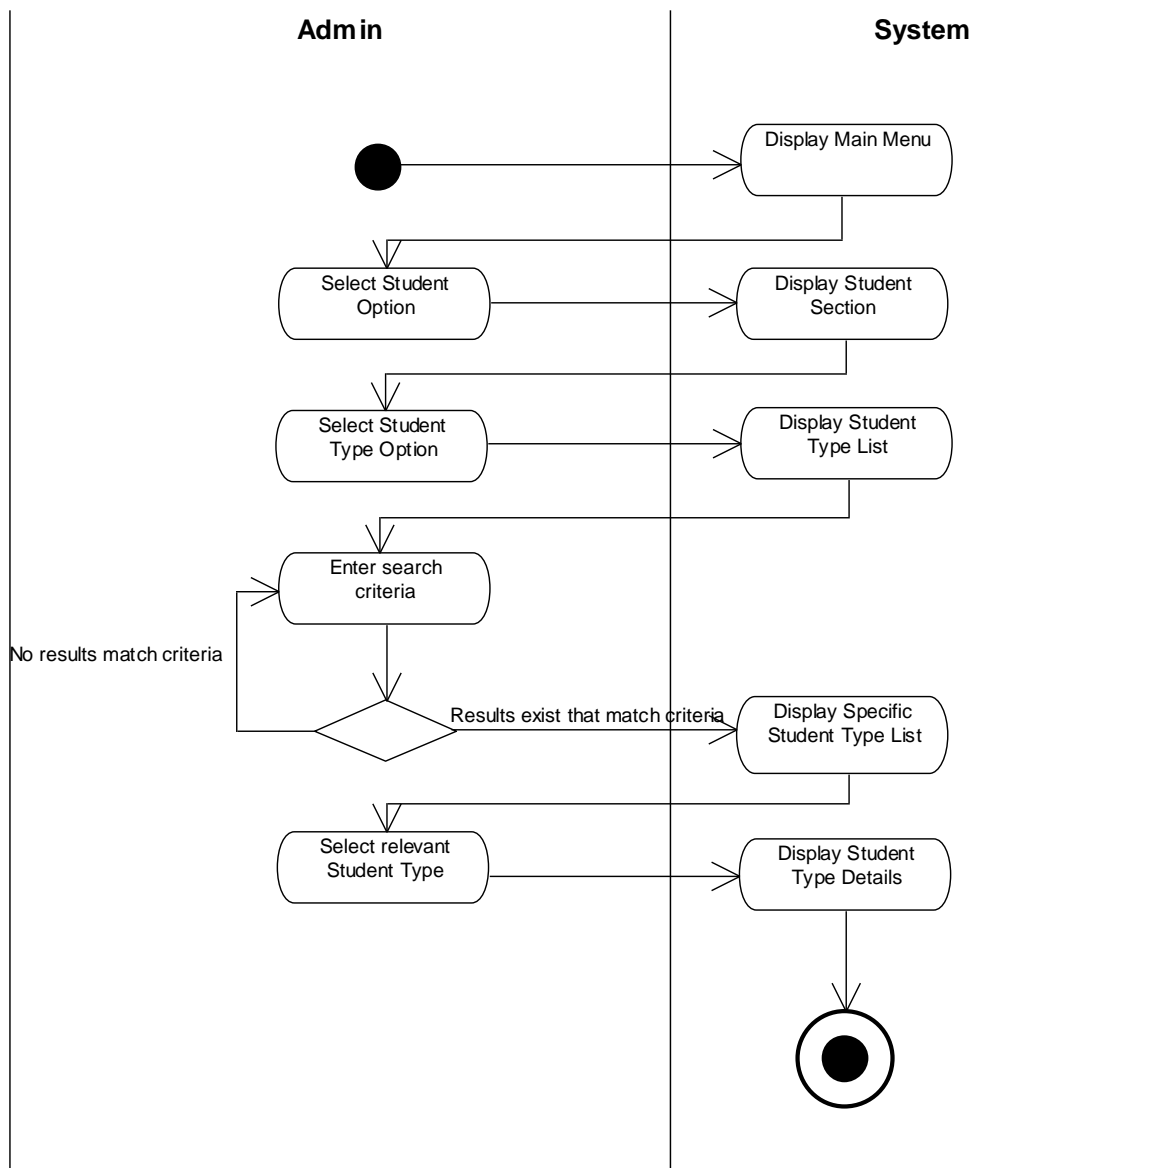 Admin
System
Display Main Menu
Select Student
Option
Display Student
Section
Select Student
Type Option
Display Student
Type List
Enter search
criteria
No results match criteria
Results exist that match criteria
Display Specific
Student Type List
Select relevant
Student Type
Display Student
Type Details